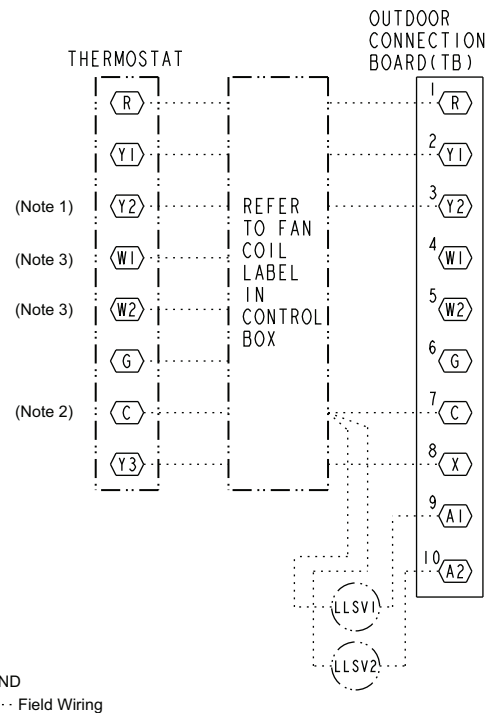 OUTDOOR
CONNECTION
BOARD(TB)
THERMOSTAT
R
Y1
(Note 1) Y2
(Note 3) W1
(Note 3) W2
G
(Note 2) C
Y3
REFER
TO FAN
COIL
LABEL
IN
CONTROL
BOX
1 R
2 Y1
3 Y2
4 W1
5 W2
6 G
7 C
8 X
9 A1
10 A2
LLSV1
LLSV2
ND
Field Wiring